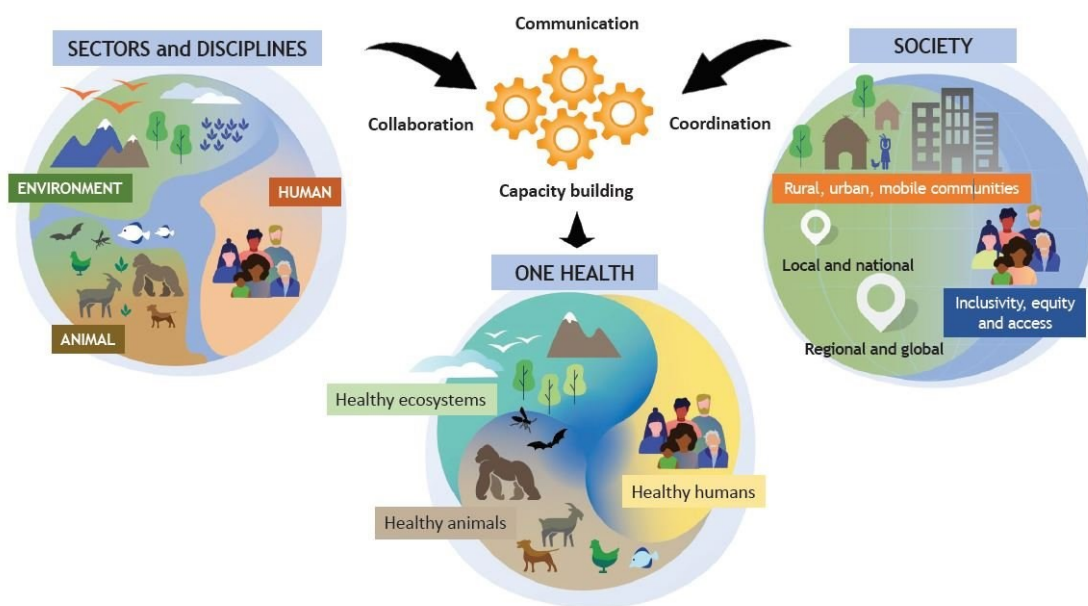 SECTORS and DISCIPLINES
ENVIRONMENT
HUMAN
ANIMAL
Communication
Collaboration
Coordination
Capacity building
SOCIETY
Rural, urban, mobile communities
Local and national
Inclusivity, equity
and access
Regional and global
ONE HEALTH
Healthy ecosystems
Healthy humans
Healthy animals